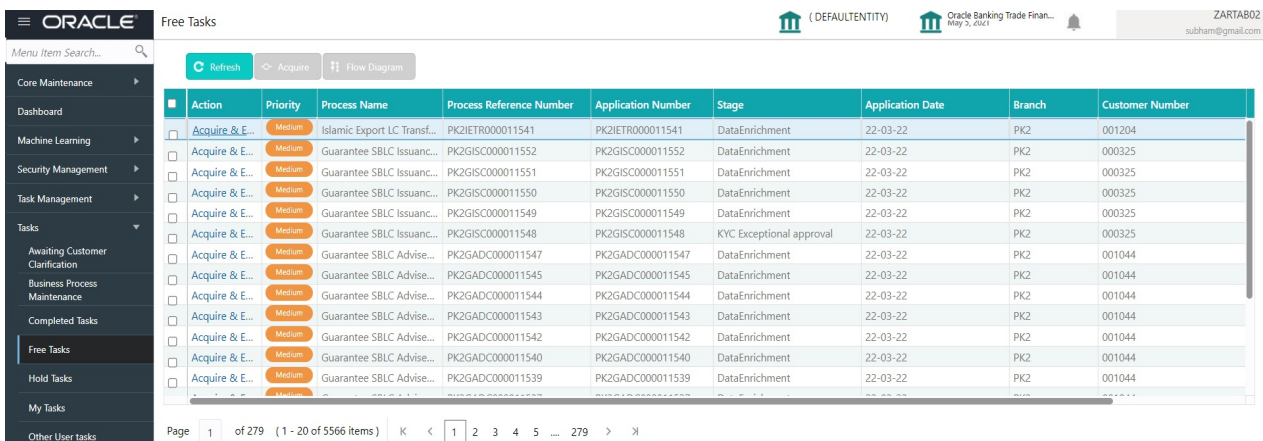 ORACLE®
Free Tasks
( DEFAULTENTITY)
Oracle Banking Trade Finan...
May 5, 2021
ZARTAB02
subham@gmail.com
Menu Item Search...
Core Maintenance
Dashboard
Machine Learning
Security Management
Task Management
Tasks
Awaiting Customer
Clarification
Business Process
Maintenance
Completed Tasks
Free Tasks
Hold Tasks
My Tasks
Other User tasks
Refresh Acquire Flow Diagram
Action Priority Process Name Process Reference Number Application Number Stage Application Date Branch Customer Number
Acquire & E... Medium Islamic Export LC Transf... PK2IETR000011541 PK2IETR000011541 DataEnrichment 22-03-22 PK2 001204
Acquire & E... Medium Guarantee SBLC Issuanc... PK2GISC000011552 PK2GISC000011552 DataEnrichment 22-03-22 PK2 000325
Acquire & E... Medium Guarantee SBLC Issuanc... PK2GISC000011551 PK2GISC000011551 DataEnrichment 22-03-22 PK2 000325
Acquire & E... Medium Guarantee SBLC Issuanc... PK2GISC000011550 PK2GISC000011550 DataEnrichment 22-03-22 PK2 000325
Acquire & E... Medium Guarantee SBLC Issuanc... PK2GISC000011549 PK2GISC000011549 DataEnrichment 22-03-22 PK2 000325
Acquire & E... Medium Guarantee SBLC Issuanc... PK2GISC000011548 PK2GISC000011548 KYC Exceptional approval 22-03-22 PK2 000325
Acquire & E... Medium Guarantee SBLC Advise... PK2GADC000011547 PK2GADC000011547 DataEnrichment 22-03-22 PK2 001044
Acquire & E... Medium Guarantee SBLC Advise... PK2GADC000011545 PK2GADC000011545 DataEnrichment 22-03-22 PK2 001044
Acquire & E... Medium Guarantee SBLC Advise... PK2GADC000011544 PK2GADC000011544 DataEnrichment 22-03-22 PK2 001044
Acquire & E... Medium Guarantee SBLC Advise... PK2GADC000011543 PK2GADC000011543 DataEnrichment 22-03-22 PK2 001044
Acquire & E... Medium Guarantee SBLC Advise... PK2GADC000011542 PK2GADC000011542 DataEnrichment 22-03-22 PK2 001044
Acquire & E... Medium Guarantee SBLC Advise... PK2GADC000011540 PK2GADC000011540 DataEnrichment 22-03-22 PK2 001044
Acquire & E... Medium Guarantee SBLC Advise... PK2GADC000011539 PK2GADC000011539 DataEnrichment 22-03-22 PK2 001044
Page 1 of 279 (1 - 20 of 5566 items) 1 2 3 4 5 ... 279